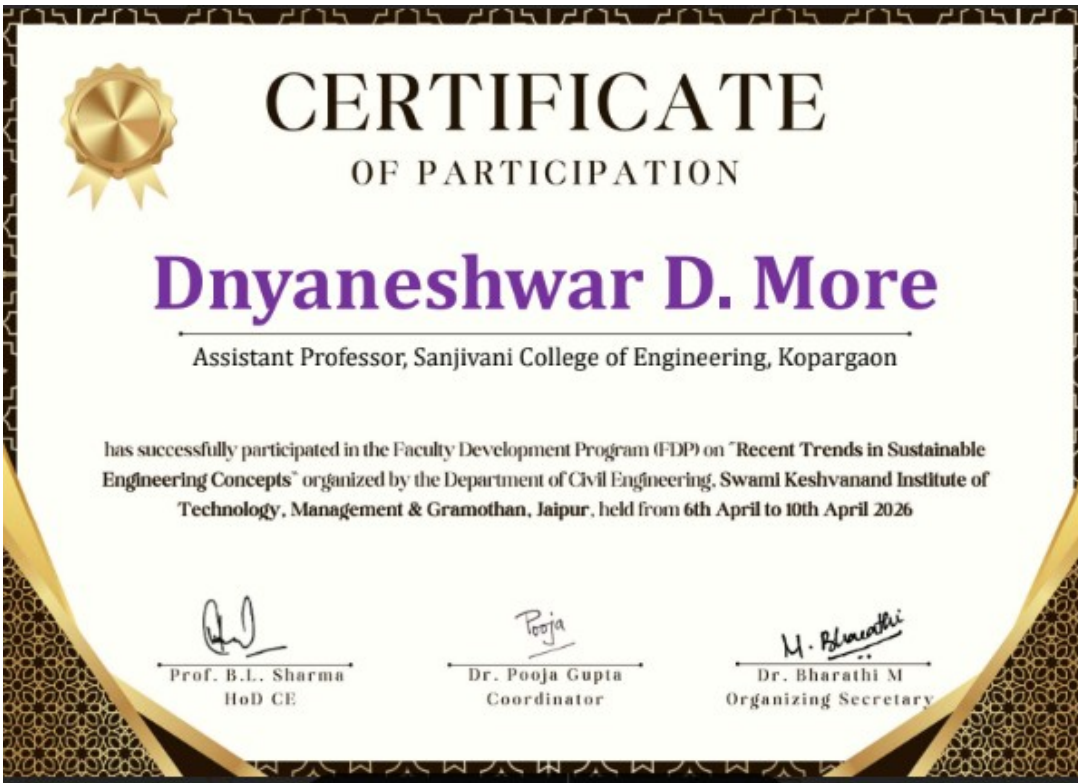 CERTIFICATE
OF PARTICIPATION
Dnyaneshwar D. More
Assistant Professor, Sanjivani College of Engineering, Kopargaon
has successfully participated in the Faculty Development Program (FDP) on "Recent Trends in Sustainable
Engineering Concepts" organized by the Department of Civil Engineering, Swami Keshvanand Institute of
Technology, Management & Gramothan, Jaipur, held from 6th April to 10th April 2026
Pooja
M. Bharathi
Prof. B.L. Sharma
Dr. Pooja Gupta
Dr. Bharathi M
HoD CE
Coordinator
Organizing Secretary